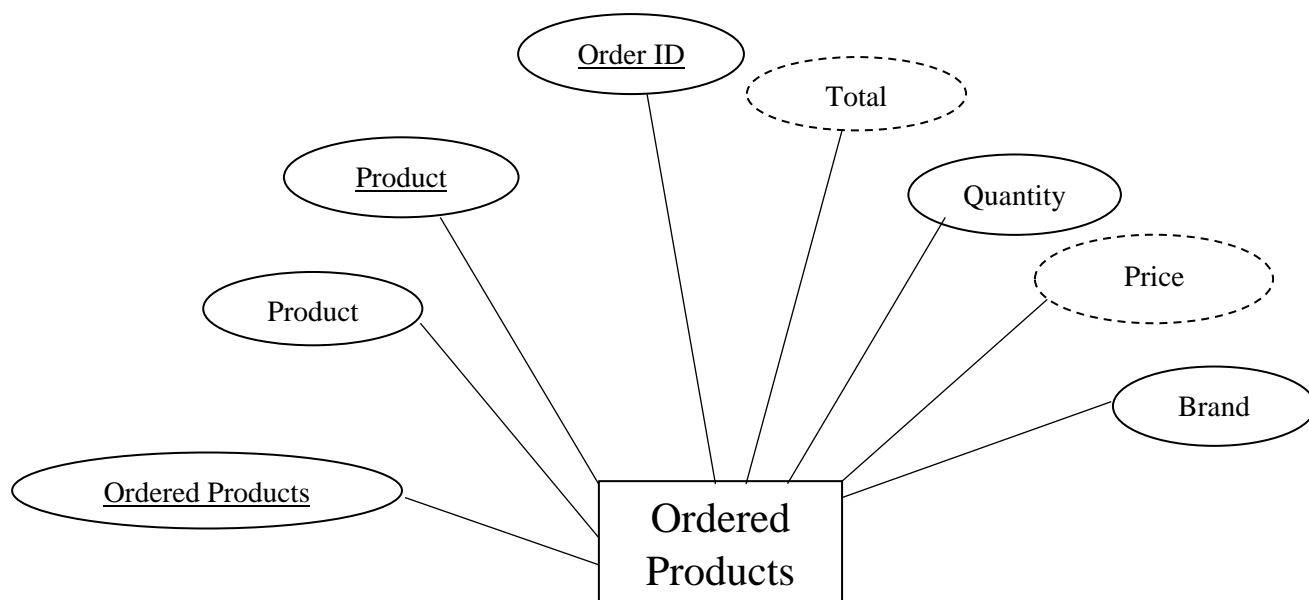 Order ID
Total
Product
Quantity
Price
Product
Brand
Ordered Products
Ordered
Products